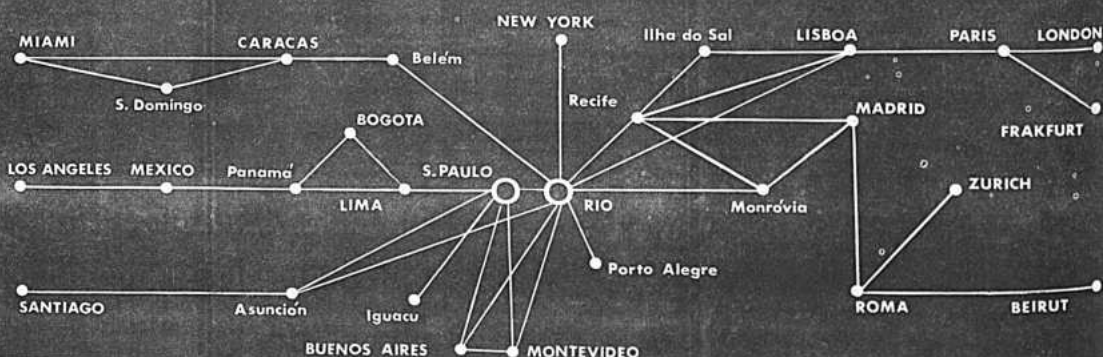 NEW YORK
MIAMI CARACAS Belém Ilha do Sal LISBOA PARIS LONDON
S. Domingo Recife MADRID
BOGOTA FRAKFURT
LOS ANGELES MEXICO Panamá LIMA S. PAULO RIO Monróvia ZURICH
Porto Alegre
SANTIAGO Asunción Iguacu ROMA BEIRUT
BUENOS AIRES MONTEVIDEO